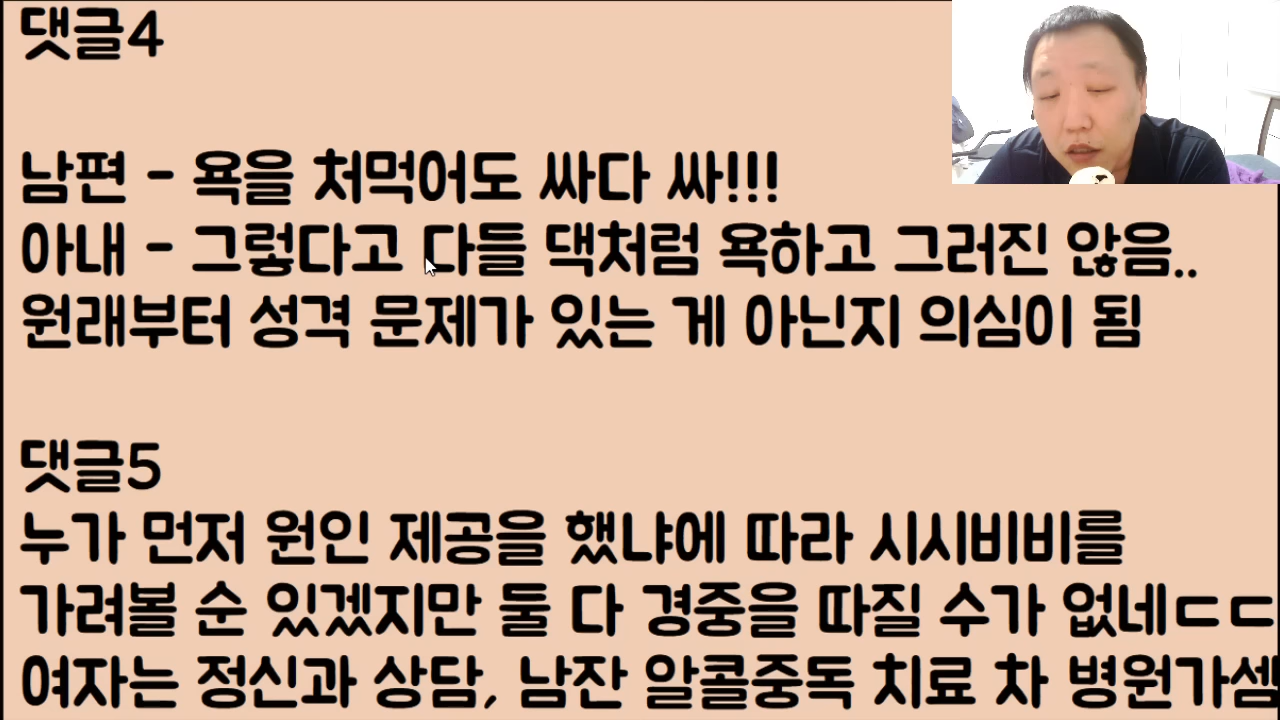 댓글4
남편 - 욕을 처먹어도 싸다 싸!!!
아내 - 그렇다고 다들 댁처럼 욕하고 그러진 않음..
원래부터 성격 문제가 있는 게 아닌지 의심이 됨
댓글5
누가 먼저 원인 제공을 했냐에 따라 시시비비를
가려볼 순 있겠지만 둘 다 경중을 따질 수가 없네ㄷㄷ
여자는 정신과 상담, 남잔 알콜중독 치료 차 병원가셈